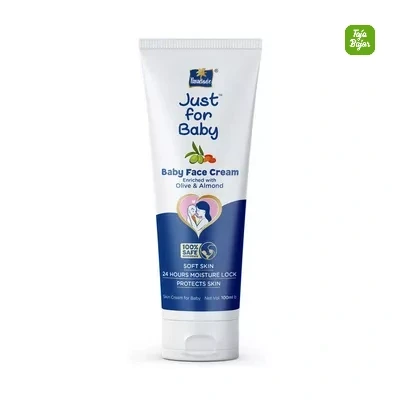 Taja
Bajar
Parachute
Just
for
Baby
Baby Face Cream
Enriched with
Olive & Almond
100%
SAFE
SOFT SKIN
24 HOURS MOISTURE LOCK
PROTECTS SKIN
Skin Cream for Baby Net vol. 100ml